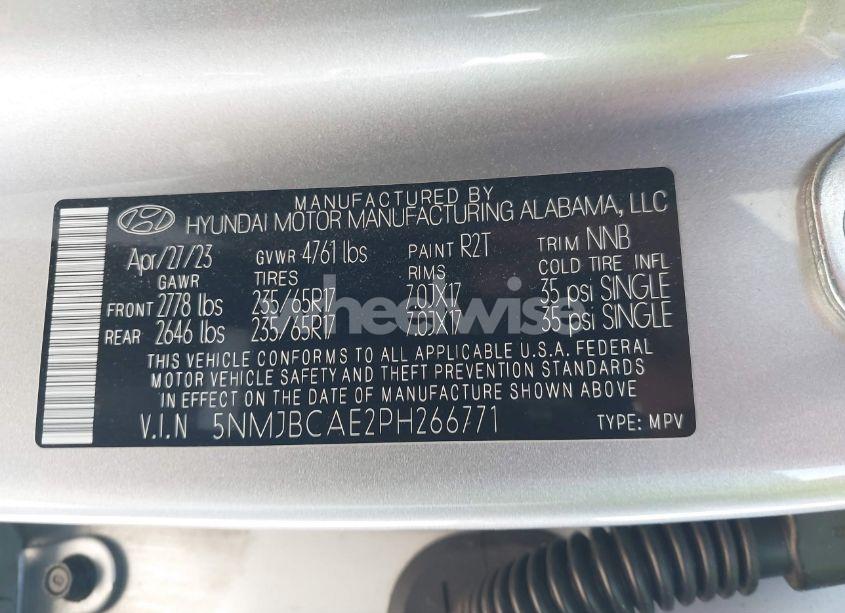 MANUFACTURED BY
HYUNDAI MOTOR MANUFACTURING ALABAMA, LLC
Apr/27/23 GVWR 4761 lbs PAINT R2T TRIM NNB
GAWR TIRES RIMS COLD TIRE INFL
FRONT 2778 lbs 235/65R17 7.0JX17 35 psi SINGLE
REAR 2646 lbs 235/65R17 7.0JX17 35 psi SINGLE
wheelwise
THIS VEHICLE CONFORMS TO ALL APPLICABLE U.S.A. FEDERAL
MOTOR VEHICLE SAFETY AND THEFT PREVENTION STANDARDS
IN EFFECT ON THE DATE OF MANUFACTURE SHOWN ABOVE
V.I.N 5NMJBCAE2PH266771 TYPE: MPV